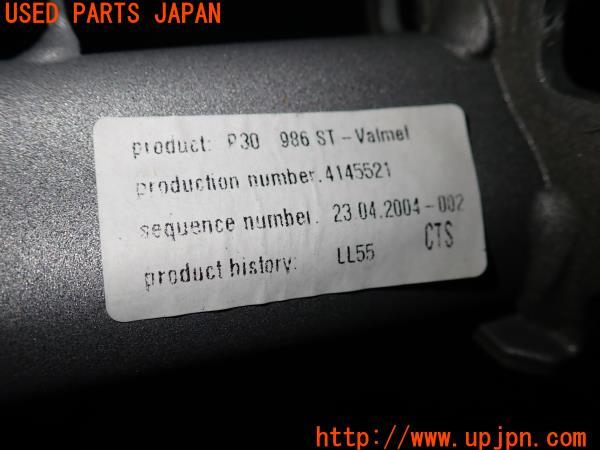 USED PARTS JAPAN
product: P30 986 ST-Valmet
production number. 4145521
sequence number. 23.04.2004-002
product history: LL55 CTS
http://www.upjpn.com